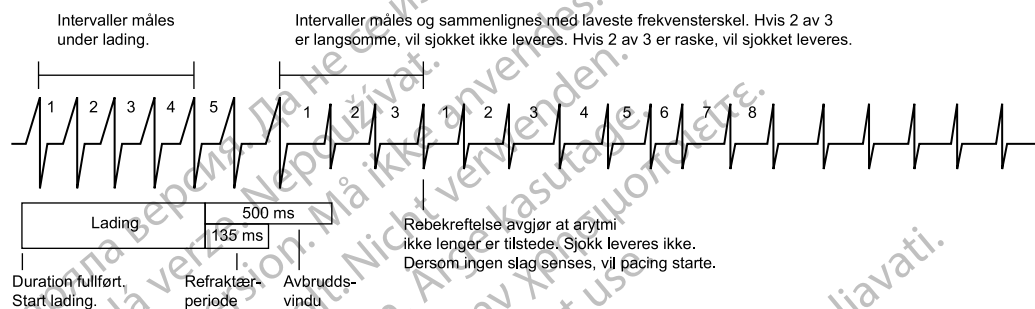 Intervaller måles
under lading.
Intervaller måles og sammenlignes med laveste frekvensterskel. Hvis 2 av 3
er langsomme, vil sjokket ikke leveres. Hvis 2 av 3 er raske, vil sjokket leveres.
1 2 3 4 5 1 2 3 1 2 3 4 5 6 7 8
Lading
500 ms
135 ms
Rebekreftelse avgjør at arytmi
ikke lenger er tilstede. Sjokk leveres ikke.
Dersom ingen slag senses, vil pacing starte.
Duration fullført.
Start lading.
Refraktær-
periode
Avbrudds-
vindu